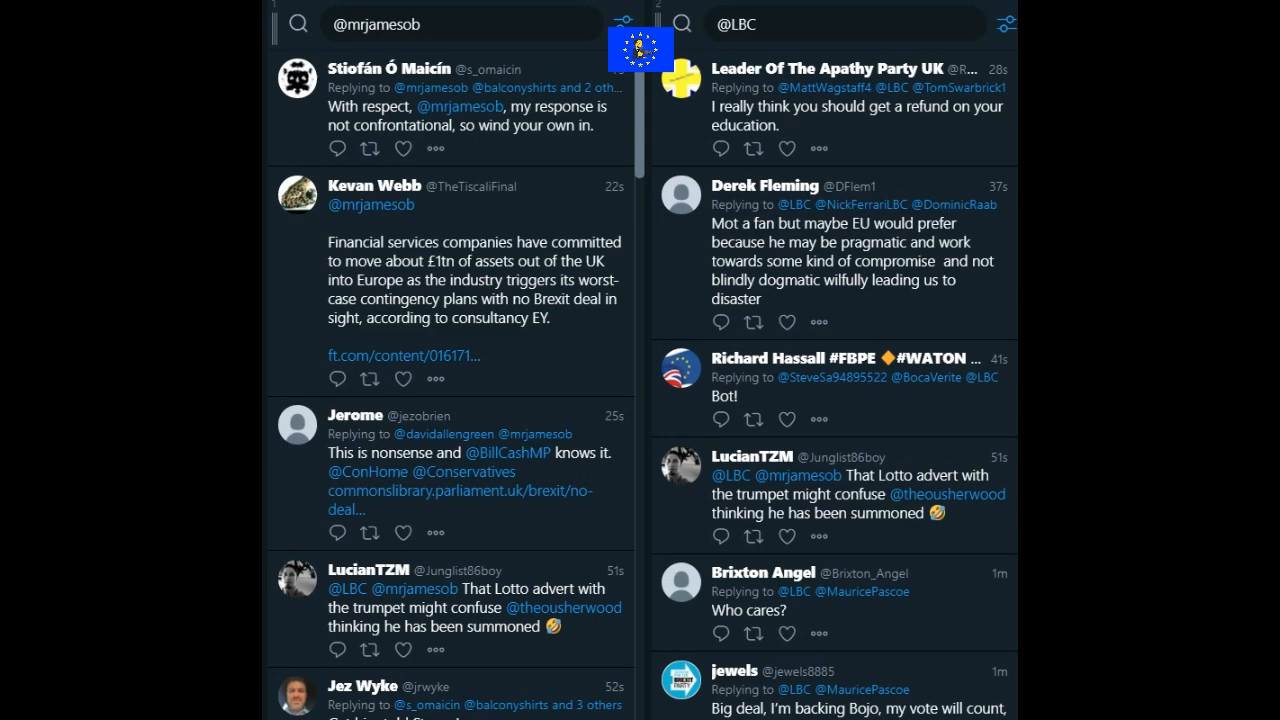 1
@mrjamesob
Stiofán Ó Maicín @s_omaicin
Replying to @mrjamesob @balconyshirts and 2 oth...
With respect, @mrjamesob, my response is
not confrontational, so wind your own in.
Kevan Webb @TheTiscaliFinal 22s
@mrjamesob
Financial services companies have committed
to move about £1tn of assets out of the UK
into Europe as the industry triggers its worst-
case contingency plans with no Brexit deal in
sight, according to consultancy EY.
ft.com/content/016171...
Jerome @jezobrien 25s
Replying to @davidallengreen @mrjamesob
This is nonsense and @BillCashMP knows it.
@ConHome @Conservatives
commonslibrary.parliament.uk/brexit/no-
deal...
LucianTZM @Junglist86boy 51s
@LBC @mrjamesob That Lotto advert with
the trumpet might confuse @theousherwood
thinking he has been summoned 🤣
Jez Wyke @jrwyke 52s
Replying to @s_omaicin @balconyshirts and 3 others
2
@LBC
Leader Of The Apathy Party UK @R... 28s
Replying to @MattWagstaff4 @LBC @TomSwarbrick1
I really think you should get a refund on your
education.
Derek Fleming @DFlem1 37s
Replying to @LBC @NickFerrariLBC @DominicRaab
Mot a fan but maybe EU would prefer
because he may be pragmatic and work
towards some kind of compromise and not
blindly dogmatic wilfully leading us to
disaster
Richard Hassall #FBPE 🔶#WATON ... 41s
Replying to @SteveSa94895522 @BocaVerite @LBC
Bot!
LucianTZM @Junglist86boy 51s
@LBC @mrjamesob That Lotto advert with
the trumpet might confuse @theousherwood
thinking he has been summoned 🤣
Brixton Angel @Brixton_Angel 1m
Replying to @LBC @MauricePascoe
Who cares?
jewels @jewels8885 1m
Replying to @LBC @MauricePascoe
Big deal, I'm backing Bojo, my vote will count,